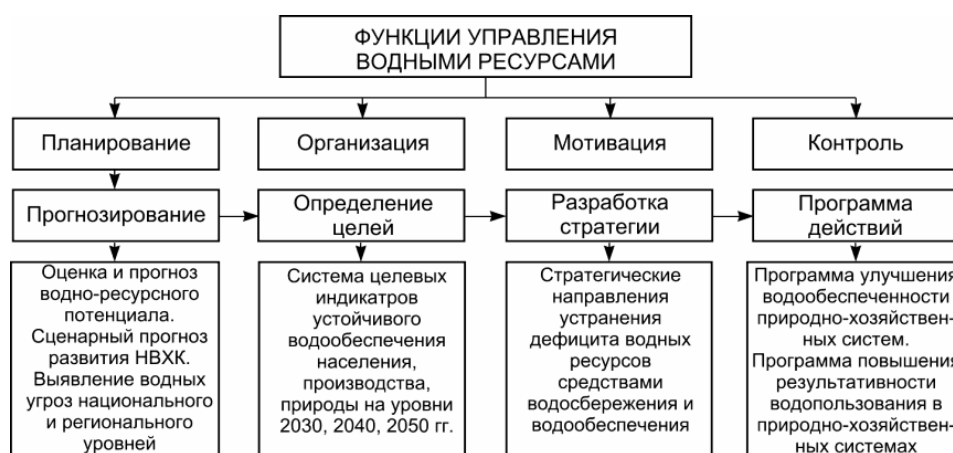 ФУНКЦИИ УПРАВЛЕНИЯ
ВОДНЫМИ РЕСУРСАМИ
Планирование
Организация
Мотивация
Контроль
Прогнозирование
Определение
целей
Разработка
стратегии
Программа
действий
Оценка и прогноз
водно-ресурсного
потенциала.
Сценарный прогноз
развития НВХК.
Выявление водных
угроз национального
и регионального
уровней
Система целевых
индикаторов
устойчивого
водообеспечения
населения,
производства,
природы на уровни
2030, 2040, 2050 гг.
Стратегические
направления
устранения
дефицита водных
ресурсов
средствами
водосбережения и
водообеспечения
Программа улучшения
водообеспеченности
природно-хозяйствен-
ных систем.
Программа повышения
результативности
водопользования в
природно-хозяйствен-
ных системах